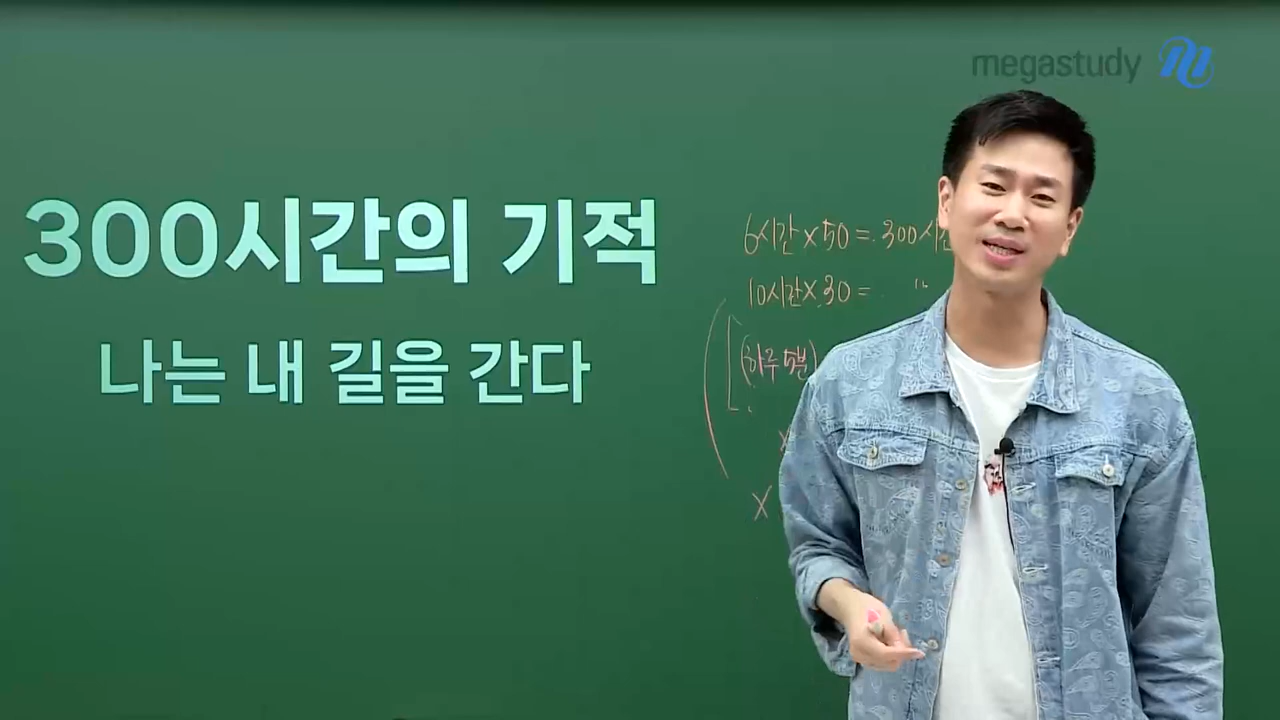 megastudy
300시간의 기적
나는 내 길을 간다
6시간 x 50 = 300시간
10시간 x 30 = "
(하루 5분)
x
x